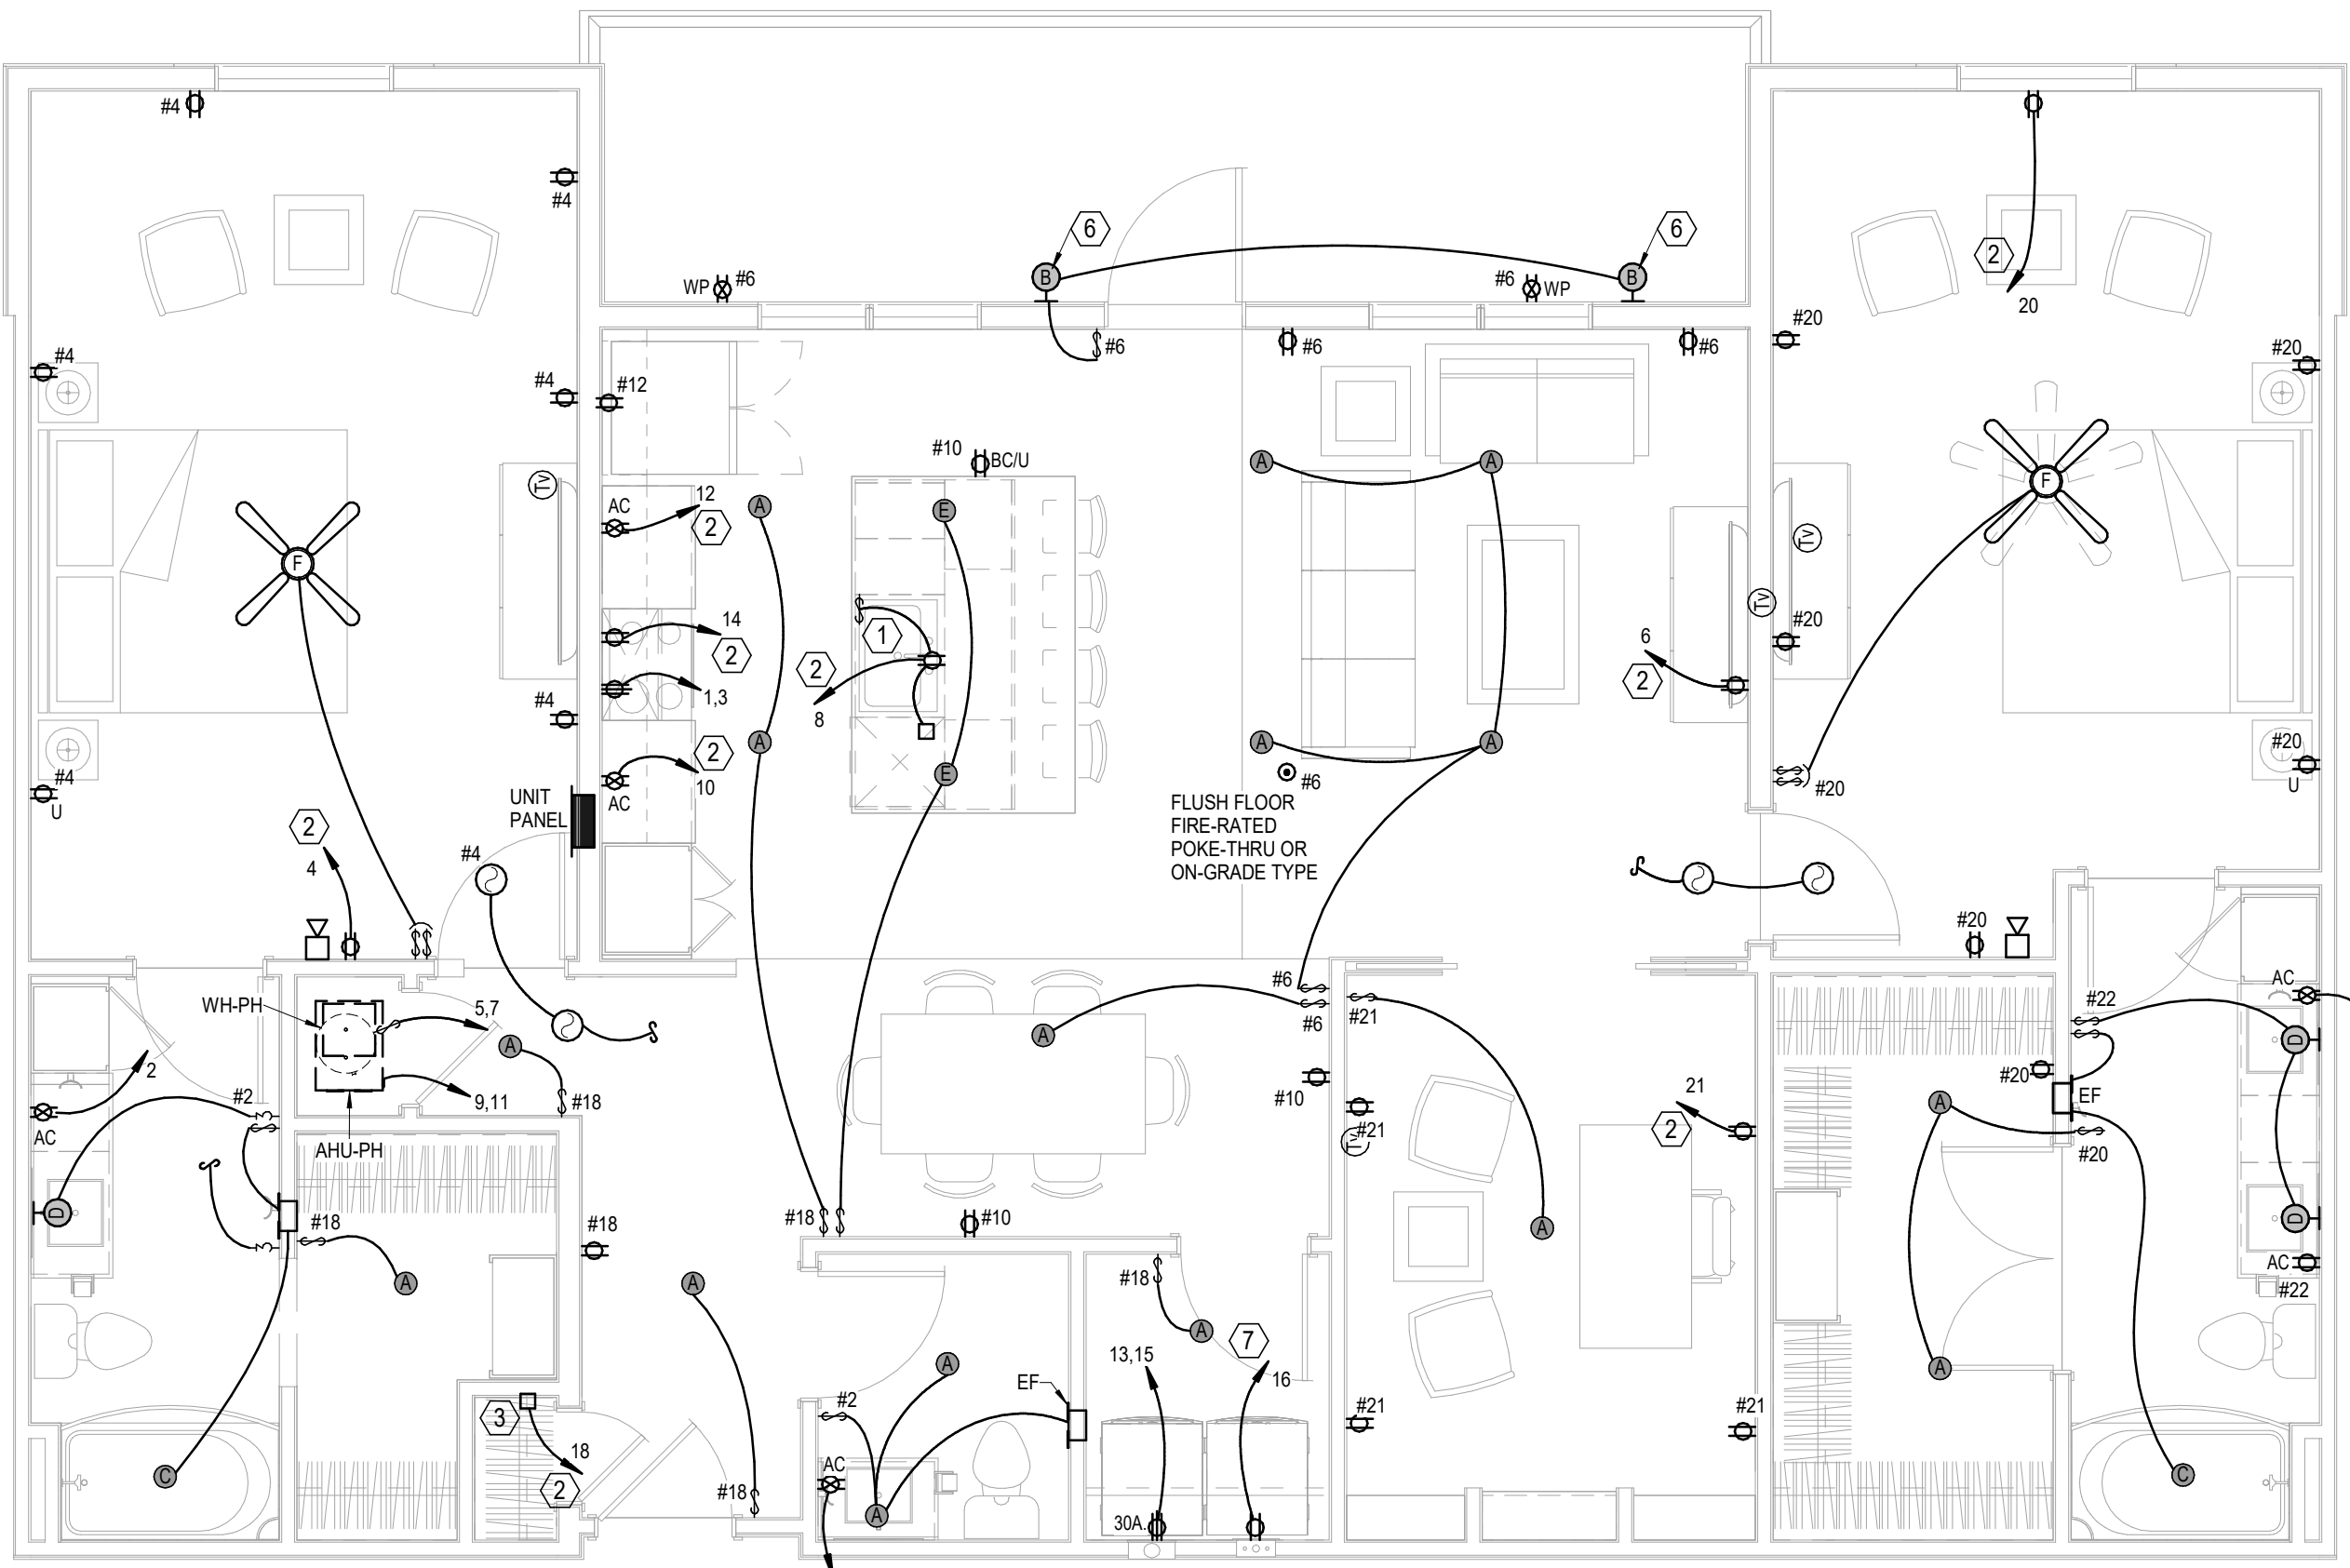 6
6
#4
#4
WP
#6
#6
WP
2
20
#6
#6
#6
#20
#20
#4
#4
#12
#10
BC/U
B
B
A
A
F
Tv
AC
12
2
A
E
F
Tv
14
2
1
2
8
1,3
Tv
#20
6
2
#4
2
10
AC
A
E
A
A
#6
#20
#20
U
#4
U
UNIT
PANEL
FLUSH FLOOR
FIRE-RATED
POKE-THRU OR
ON-GRADE TYPE
2
4
#4
#20
AC
WH-PH
5,7
#6
#6
#21
#22
A
A
2
#2
9,11
#18
#10
#20
EF
21
2
#21
Tv
A
AC
AHU-PH
#20
D
D
D
#18
#18
#18
#10
A
A
A
AC
#22
#18
A
7
13,15
16
A
A
EF
#2
3
18
2
#21
#21
C
#18
AC
A
30A.
C